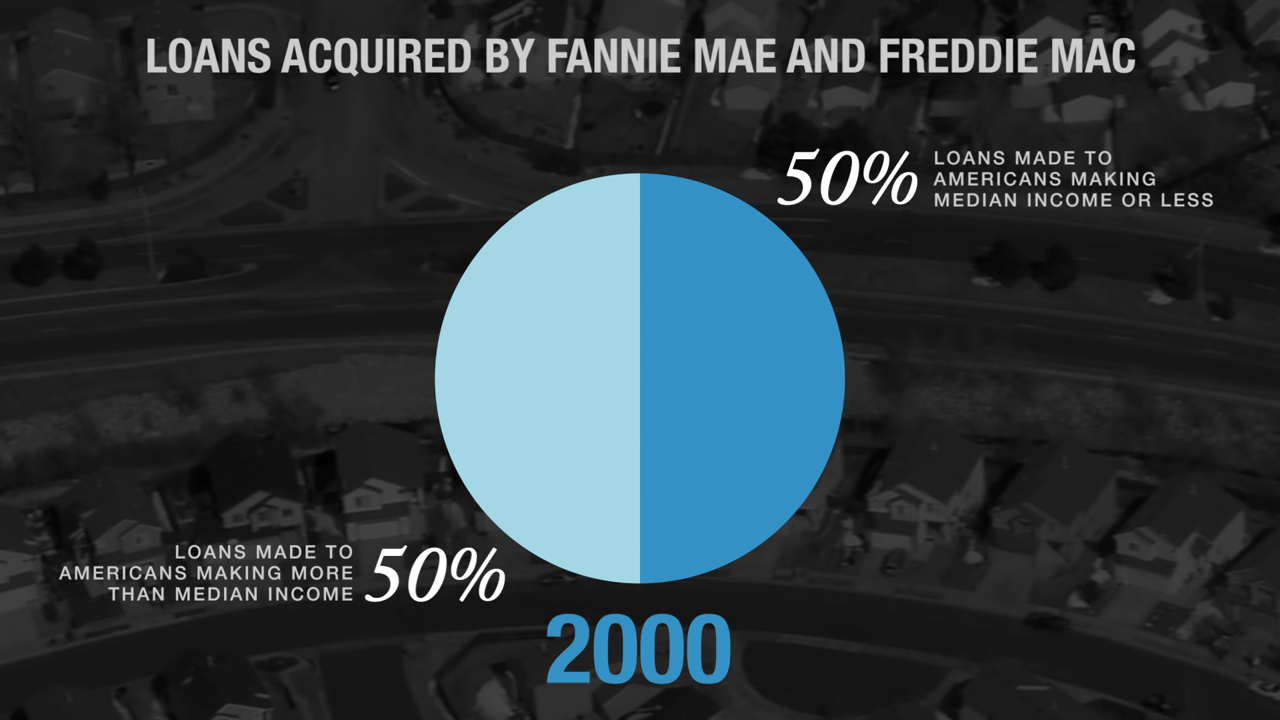 LOANS ACQUIRED BY FANNIE MAE AND FREDDIE MAC
50%
LOANS MADE TO
AMERICANS MAKING
MEDIAN INCOME OR LESS
LOANS MADE TO
AMERICANS MAKING MORE
THAN MEDIAN INCOME
50%
2000